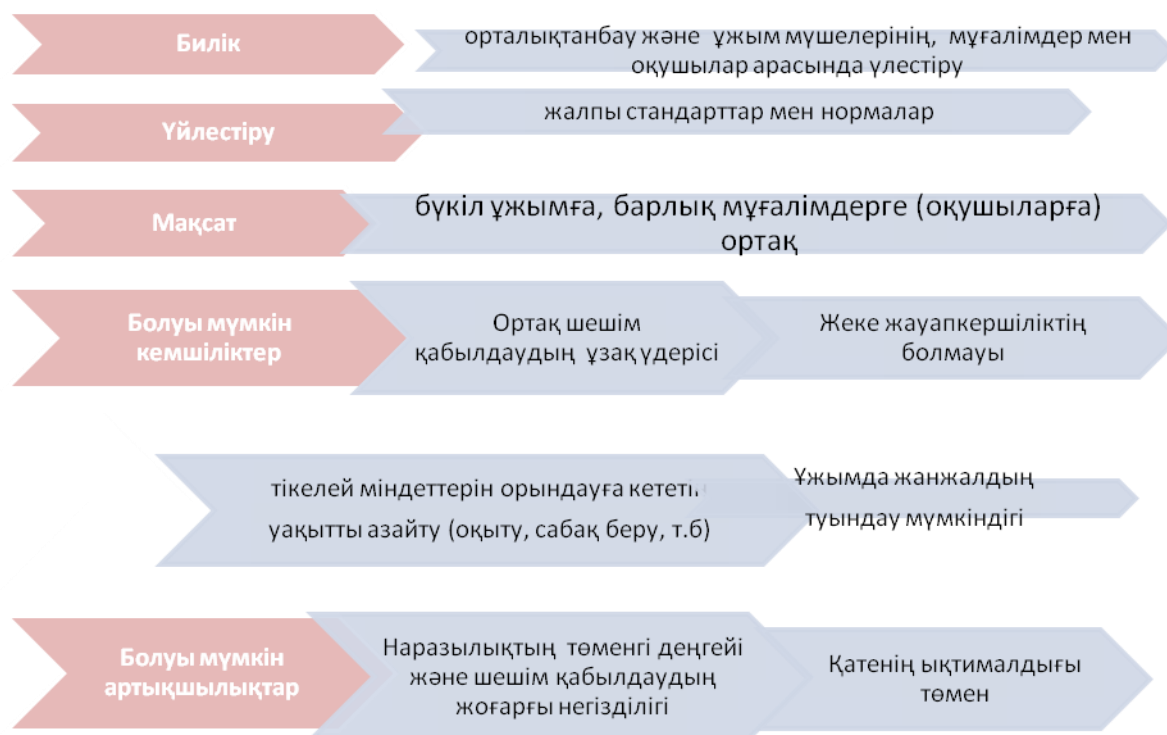 Билік
орталықтанбау және ұжым мүшелерінің, мұғалімдер мен
оқушылар арасында үлестіру
Үйлестіру
жалпы стандарттар мен нормалар
Мақсат
бүкіл ұжымға, барлық мұғалімдерге (оқушыларға)
ортақ
Болуы мүмкін
кемшіліктер
Ортақ шешім
қабылдаудың ұзақ үдерісі
Жеке жауапкершіліктің
болмауы
тікелей міндеттерін орындауға кететін
уақытты азайту (оқыту, сабақ беру, т.б)
Ұжымда жанжалдың
туындау мүмкіндігі
Болуы мүмкін
артықшылықтар
Наразылықтың төменгі деңгейі
және шешім қабылдаудың
жоғарғы негізділігі
Қатенің ықтималдығы
төмен